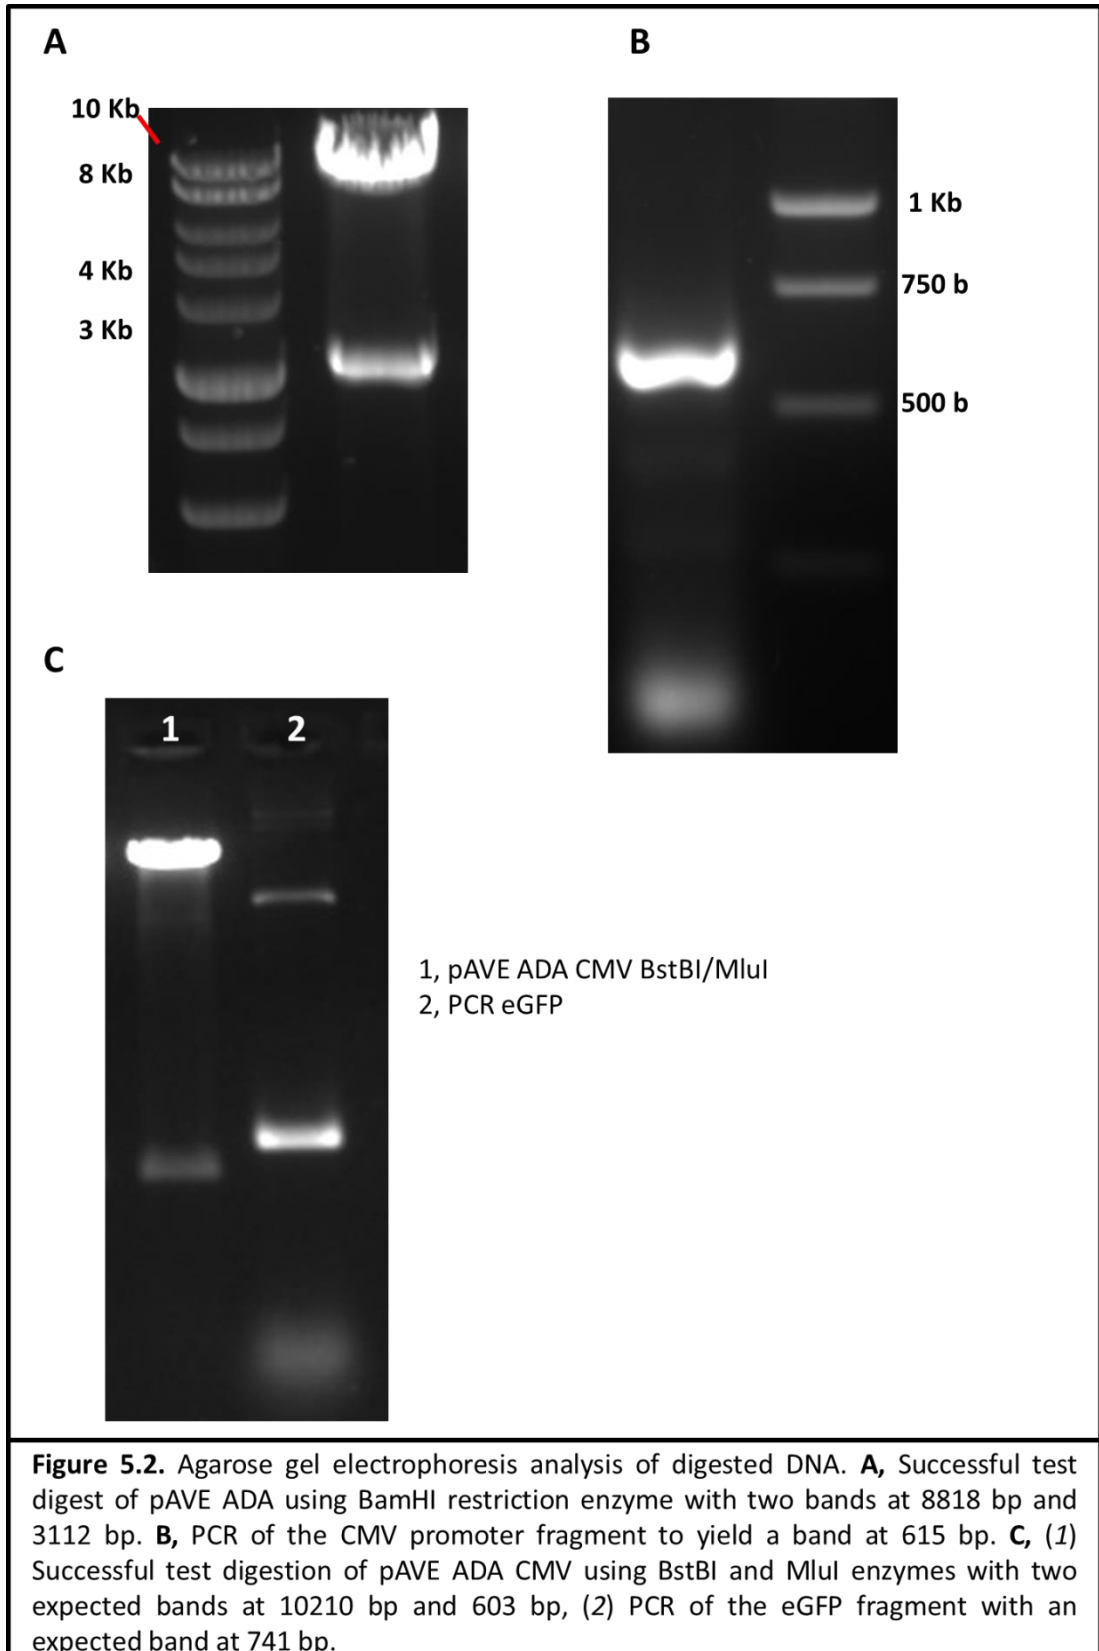 A
B
10 Kb
8 Kb
4 Kb
3 Kb
1 Kb
750 b
500 b
C
1 2
1, pAVE ADA CMV BstBI/MluI
2, PCR eGFP
Figure 5.2. Agarose gel electrophoresis analysis of digested DNA. A, Successful test
digest of pAVE ADA using BamHI restriction enzyme with two bands at 8818 bp and
3112 bp. B, PCR of the CMV promoter fragment to yield a band at 615 bp. C, (1)
Successful test digestion of pAVE ADA CMV using BstBI and MluI enzymes with two
expected bands at 10210 bp and 603 bp, (2) PCR of the eGFP fragment with an
expected band at 741 bp.